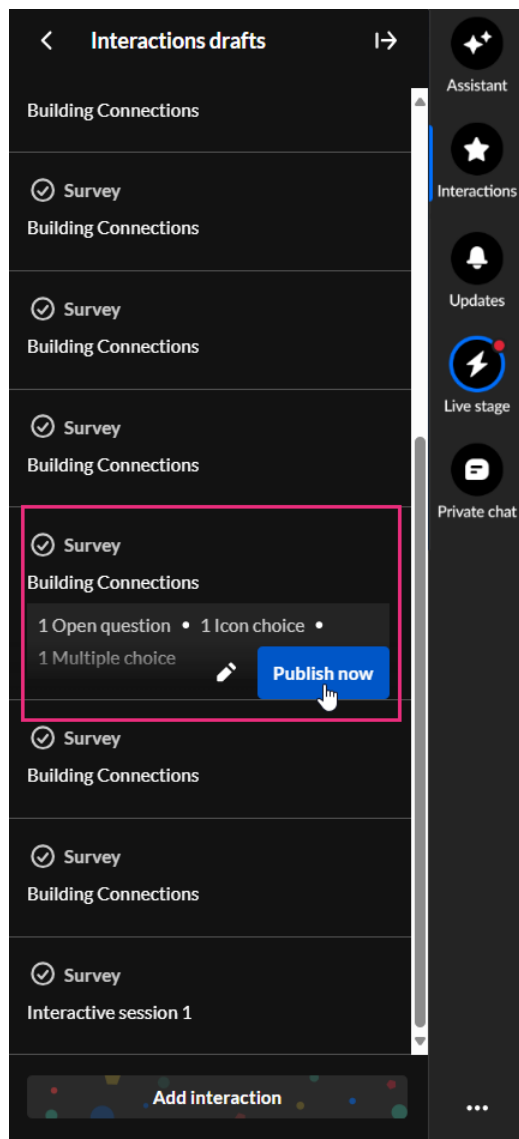 Interactions drafts
Building Connections
Survey
Building Connections
Survey
Building Connections
Survey
Building Connections
Survey
Building Connections
1 Open question • 1 Icon choice •
1 Multiple choice
Publish now
Survey
Building Connections
Survey
Building Connections
Survey
Interactive session 1
Add interaction
Assistant
Interactions
Updates
Live stage
Private chat